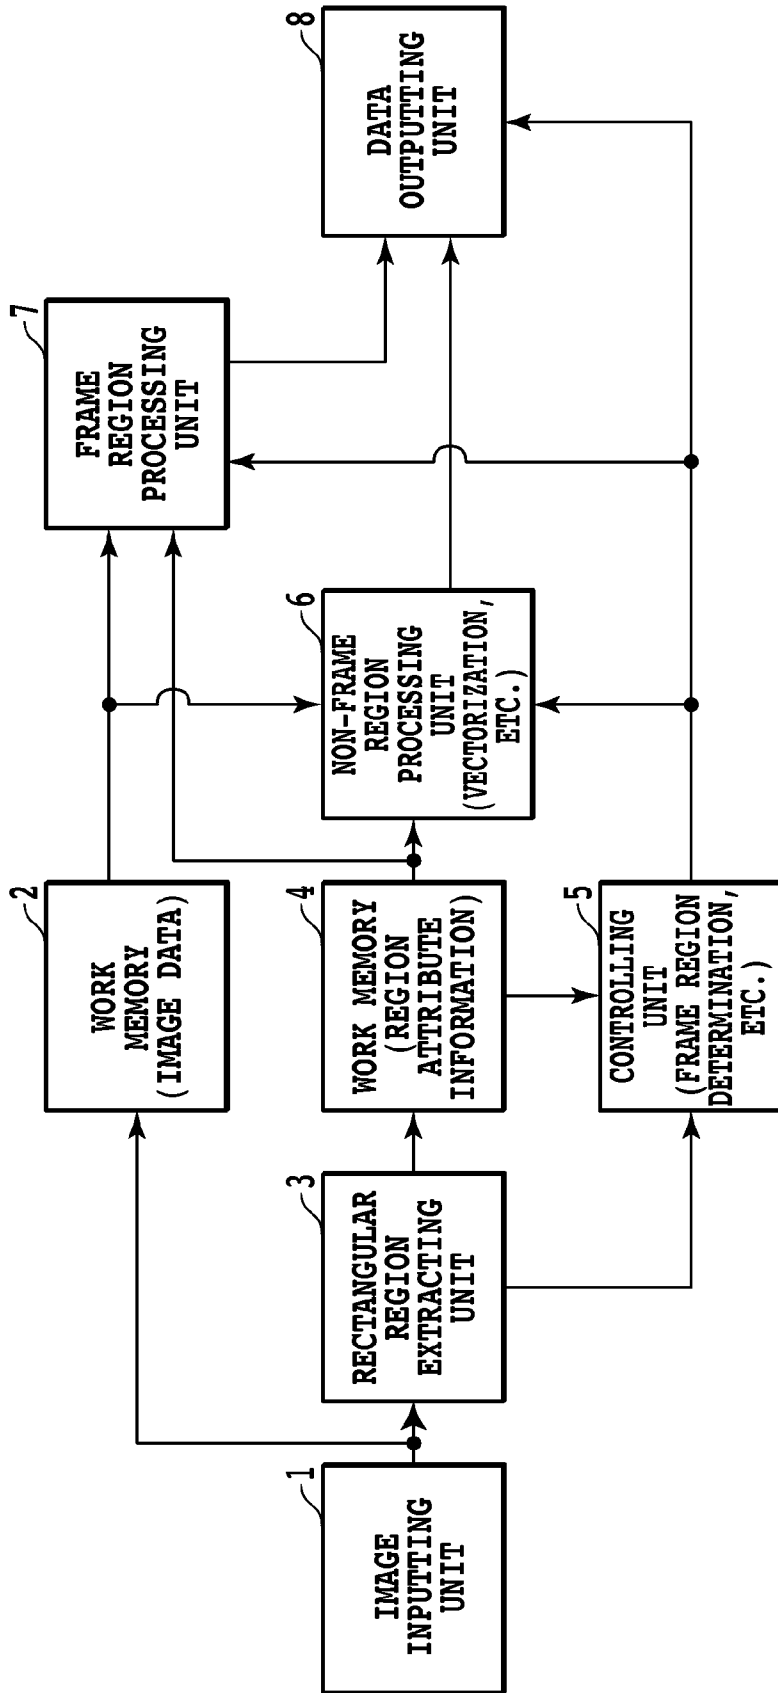 1
IMAGE
INPUTTING
UNIT
2
WORK
MEMORY
(IMAGE DATA)
3
RECTANGULAR
REGION
EXTRACTING
UNIT
4
WORK MEMORY
(REGION
ATTRIBUTE
INFORMATION)
5
CONTROLLING
UNIT
(FRAME REGION
DETERMINATION,
ETC.)
6
NON-FRAME
REGION
PROCESSING
UNIT
(VECTORIZATION,
ETC.)
7
FRAME
REGION
PROCESSING
UNIT
8
DATA
OUTPUTTING
UNIT